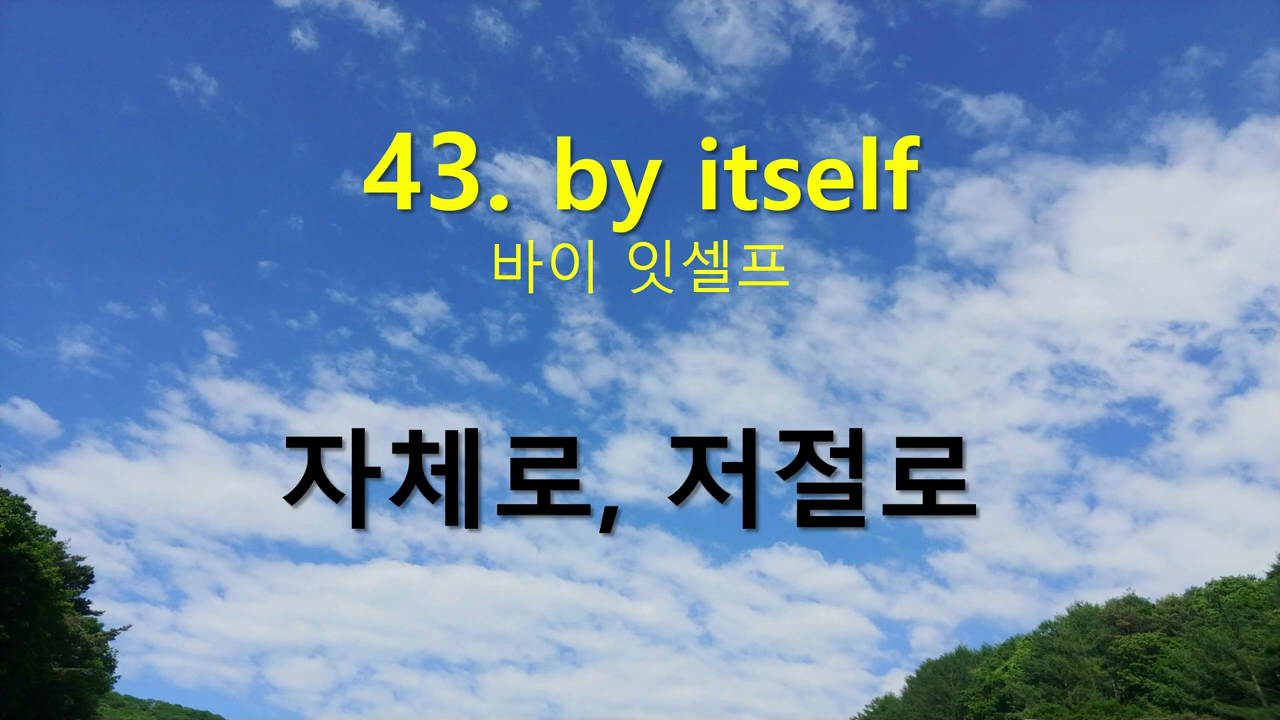 43. by itself
바이 잇셀프
자체로, 저절로